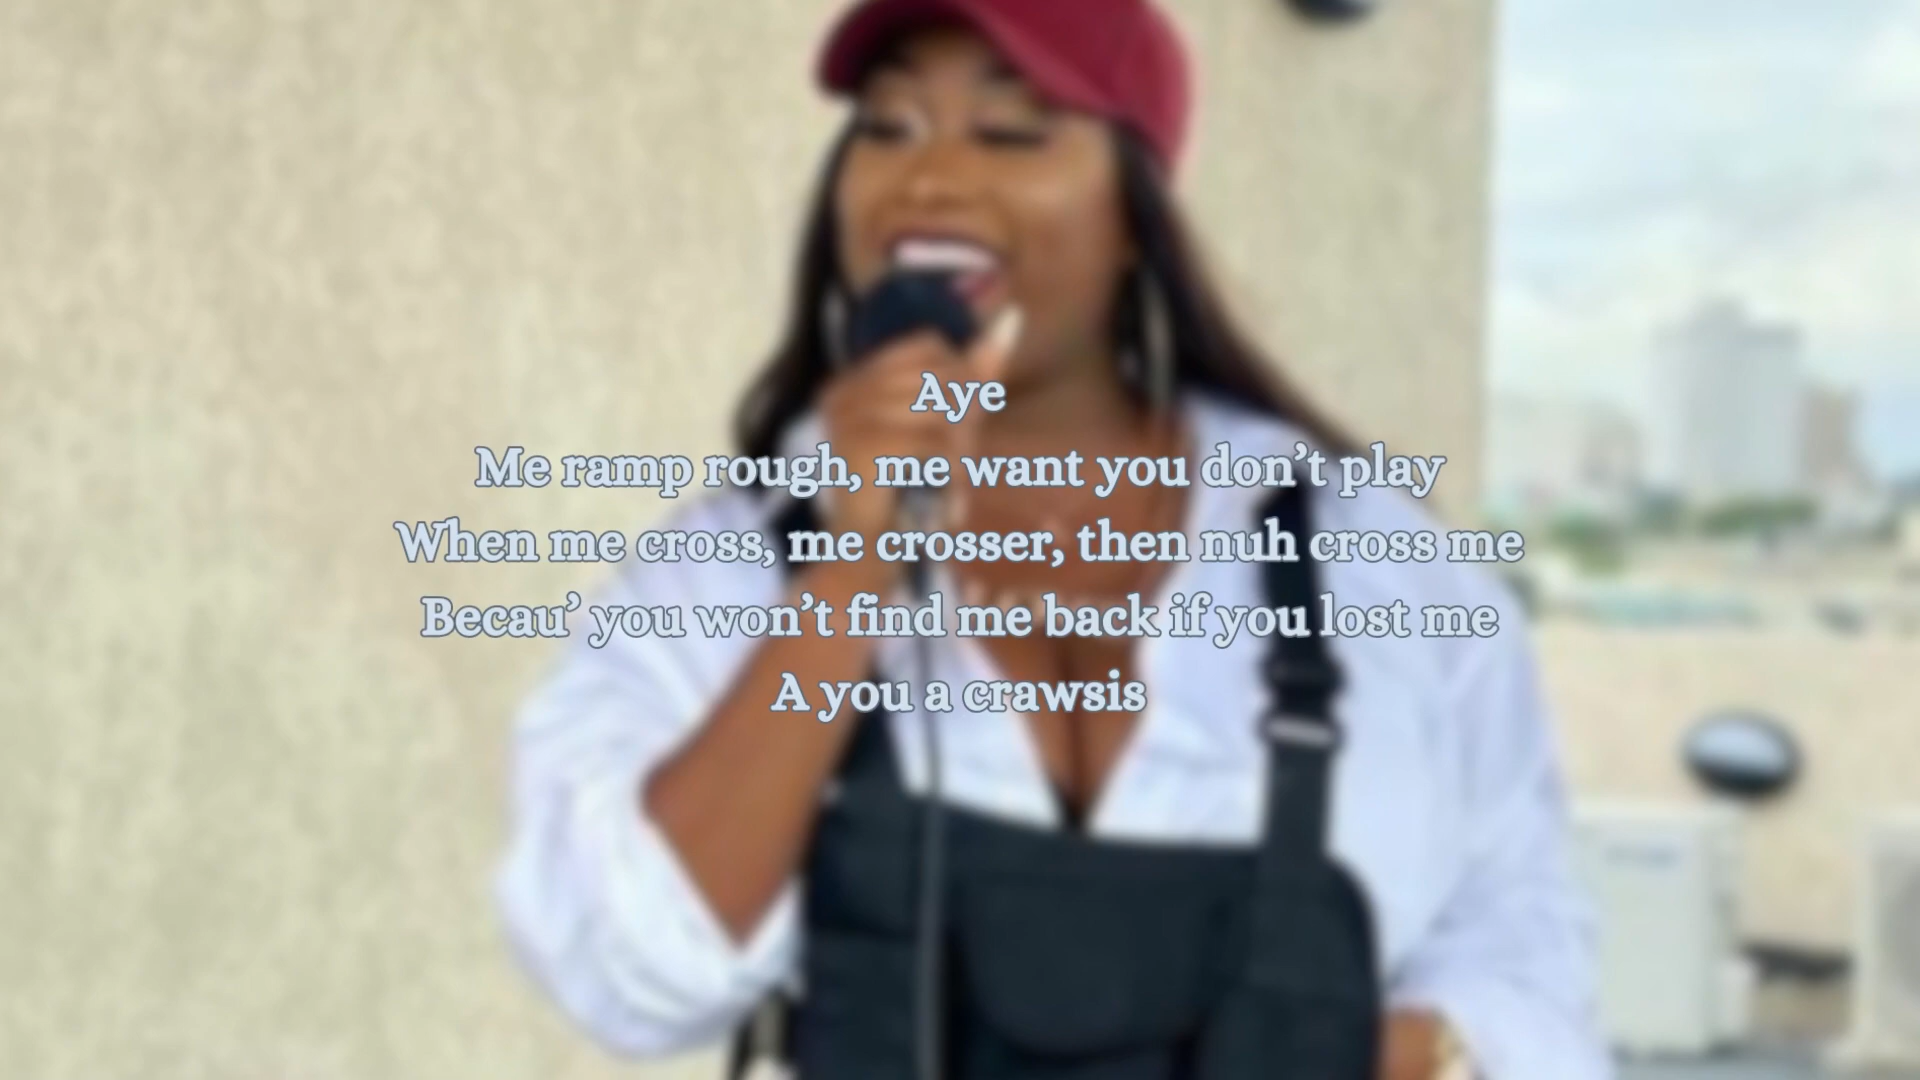 Aye
Me ramp rough, me want you don’t play
When me cross, me crosser, then nuh cross me
Becau’ you won’t find me back if you lost me
A you a crawsis